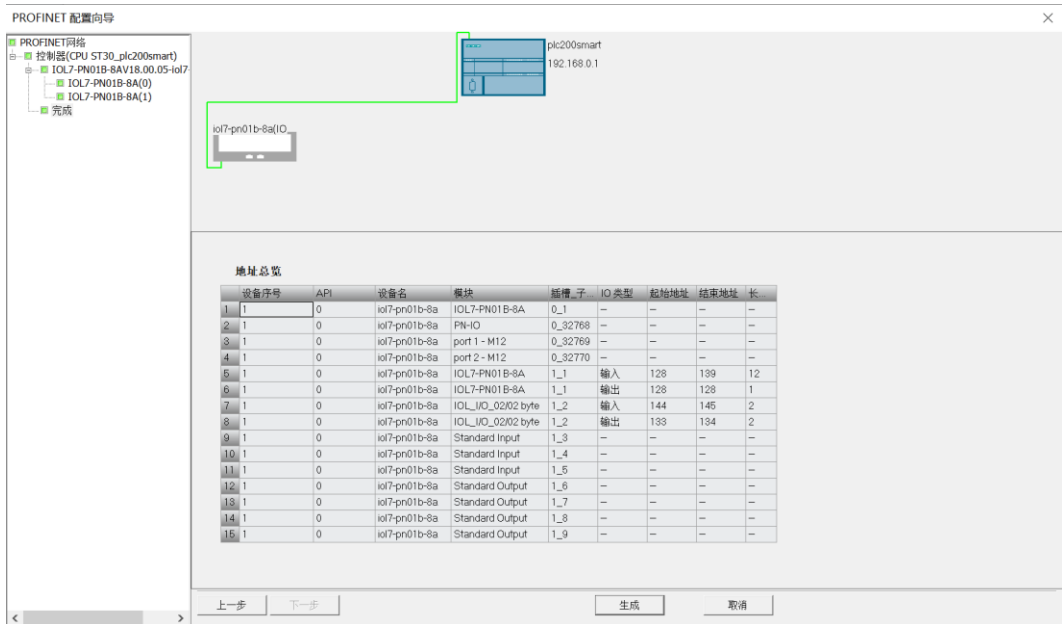 PROFINET 配置向导
PROFINET网络
控制器(CPU ST30_plc200smart)
IOL7-PN01B-8AV18.00.05-iol7-
IOL7-PN01B-8A(0)
IOL7-PN01B-8A(1)
完成
plc200smart
192.168.0.1
iol7-pn01b-8a(IO_
地址总览
设备序号 API 设备名 模块 插槽_子... IO 类型 起始地址 结束地址 长...
1 1 0 iol7-pn01b-8a IOL7-PN01B-8A 0_1 – – – –
2 1 0 iol7-pn01b-8a PN-IO 0_32768 – – – –
3 1 0 iol7-pn01b-8a port 1 - M12 0_32769 – – – –
4 1 0 iol7-pn01b-8a port 2 - M12 0_32770 – – – –
5 1 0 iol7-pn01b-8a IOL7-PN01B-8A 1_1 输入 128 139 12
6 1 0 iol7-pn01b-8a IOL7-PN01B-8A 1_1 输出 128 128 1
7 1 0 iol7-pn01b-8a IOL_I/O_02/02 byte 1_2 输入 144 145 2
8 1 0 iol7-pn01b-8a IOL_I/O_02/02 byte 1_2 输出 133 134 2
9 1 0 iol7-pn01b-8a Standard Input 1_3 – – – –
10 1 0 iol7-pn01b-8a Standard Input 1_4 – – – –
11 1 0 iol7-pn01b-8a Standard Input 1_5 – – – –
12 1 0 iol7-pn01b-8a Standard Output 1_6 – – – –
13 1 0 iol7-pn01b-8a Standard Output 1_7 – – – –
14 1 0 iol7-pn01b-8a Standard Output 1_8 – – – –
15 1 0 iol7-pn01b-8a Standard Output 1_9 – – – –
上一步 下一步 生成 取消